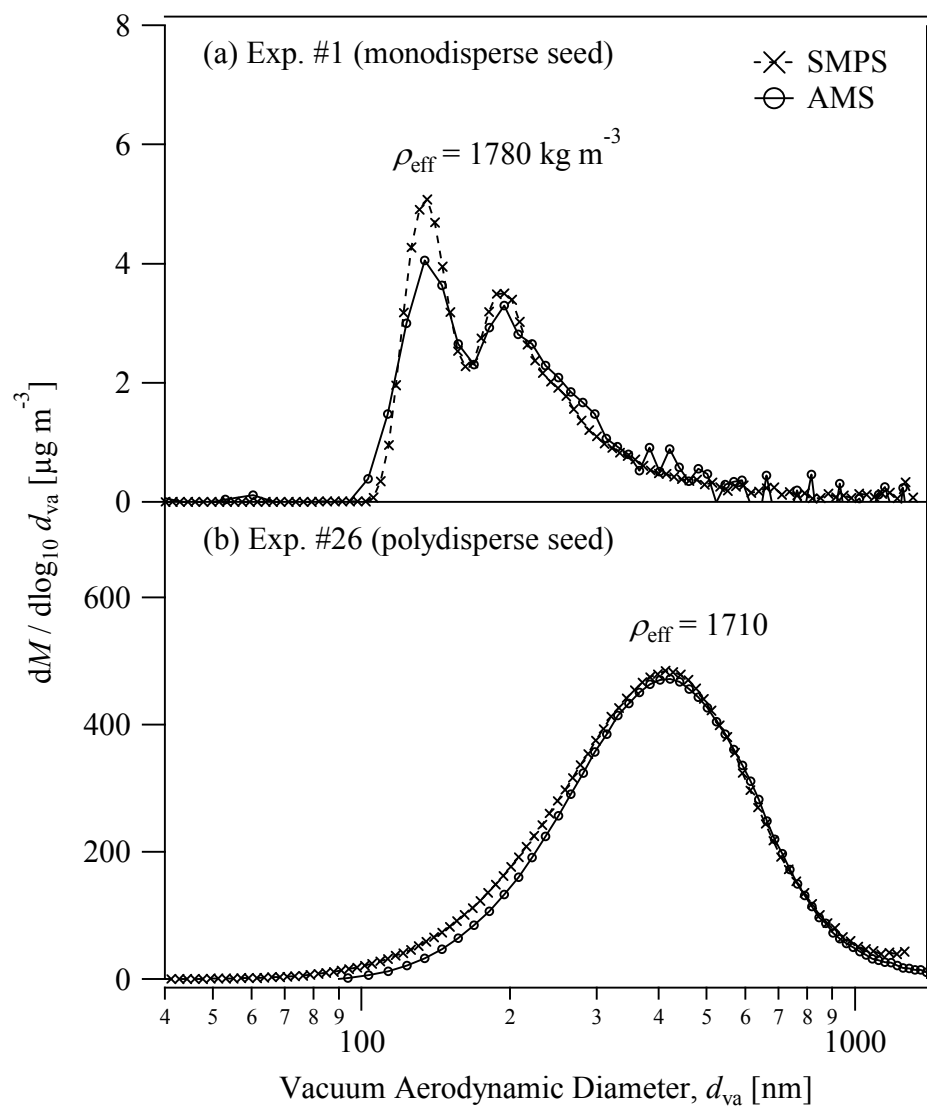 8
(a) Exp. #1 (monodisperse seed)
SMPS
AMS
ρeff = 1780 kg m-3
6
4
2
0
dM / dlog10 dva [µg m-3]
(b) Exp. #26 (polydisperse seed)
ρeff = 1710
600
400
200
0
4 5 6 7 8 9 2 3 4 5 6 7 8 9
100 1000
Vacuum Aerodynamic Diameter, dva [nm]